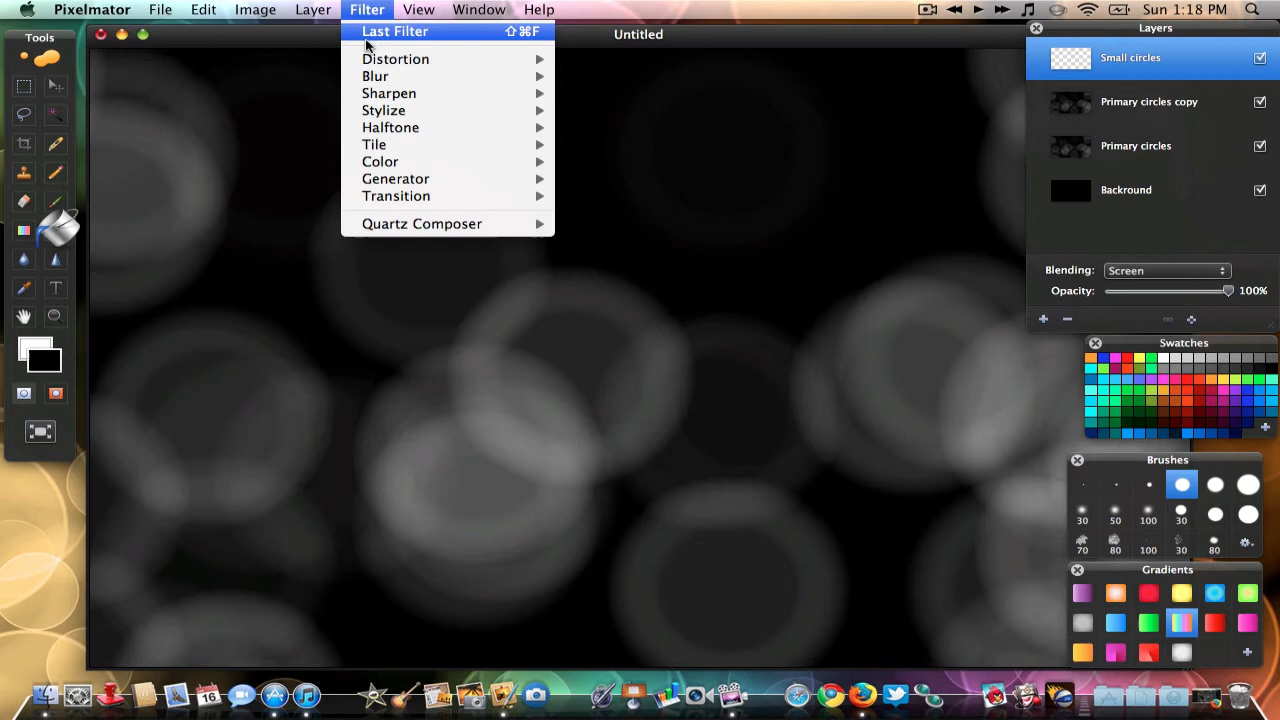 Pixelmator File Edit Image Layer Filter View Window Help
Sun 1:18 PM
Tools
Untitled
Last Filter ⇧⌘F
Distortion
Blur
Sharpen
Stylize
Halftone
Tile
Color
Generator
Transition
Quartz Composer
Layers
Small circles
Primary circles copy
Primary circles
Backround
Blending: Screen
Opacity: 100%
Swatches
Brushes
30 50 100 30
70 80 100 30 80
Gradients
16